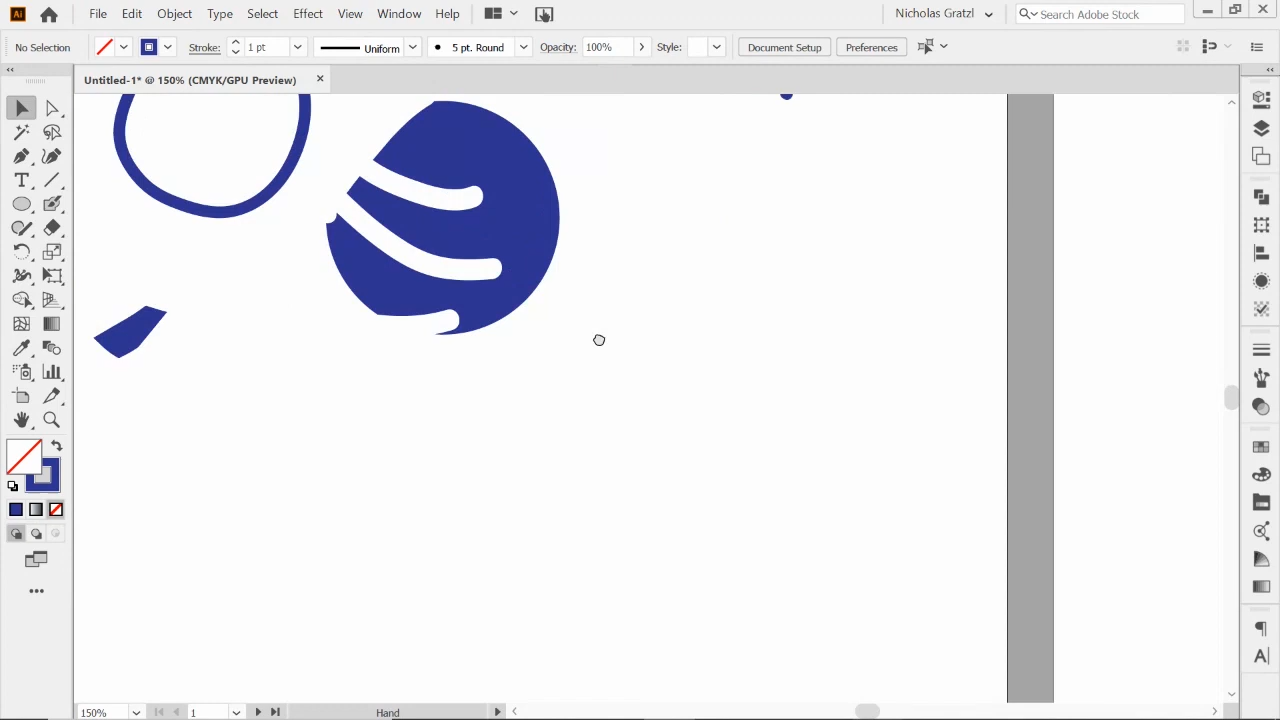 Ai File Edit Object Type Select Effect View Window Help Nicholas Gratzl Search Adobe Stock
No Selection Stroke: 1 pt Uniform 5 pt. Round Opacity: 100% Style: Document Setup Preferences
Untitled-1* @ 150% (CMYK/GPU Preview)
150% 1 Hand